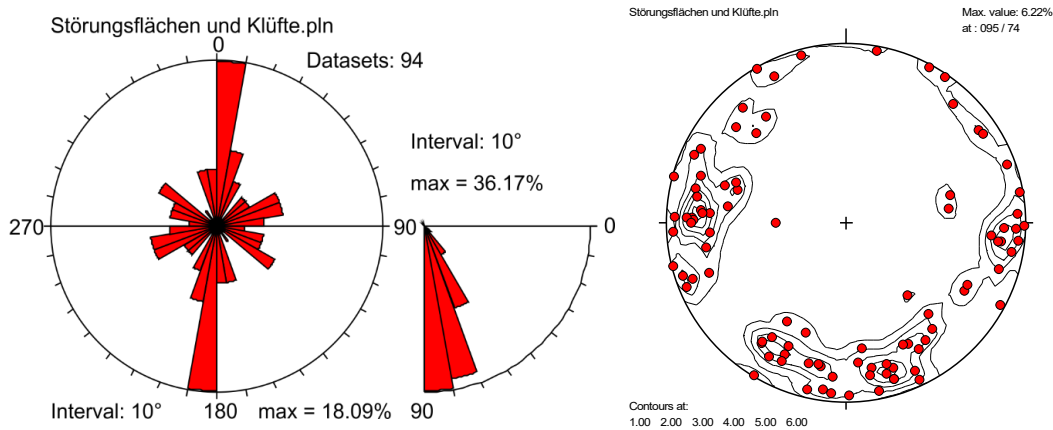 Störungsflächen und Klüfte.pln
0
Datasets: 94
Interval: 10°
max = 36.17%
270
90
0
Interval: 10°
180
max = 18.09%
90
Störungsflächen und Klüfte.pln
Max. value: 6.22%
at : 095 / 74
Contours at:
1.00 2.00 3.00 4.00 5.00 6.00